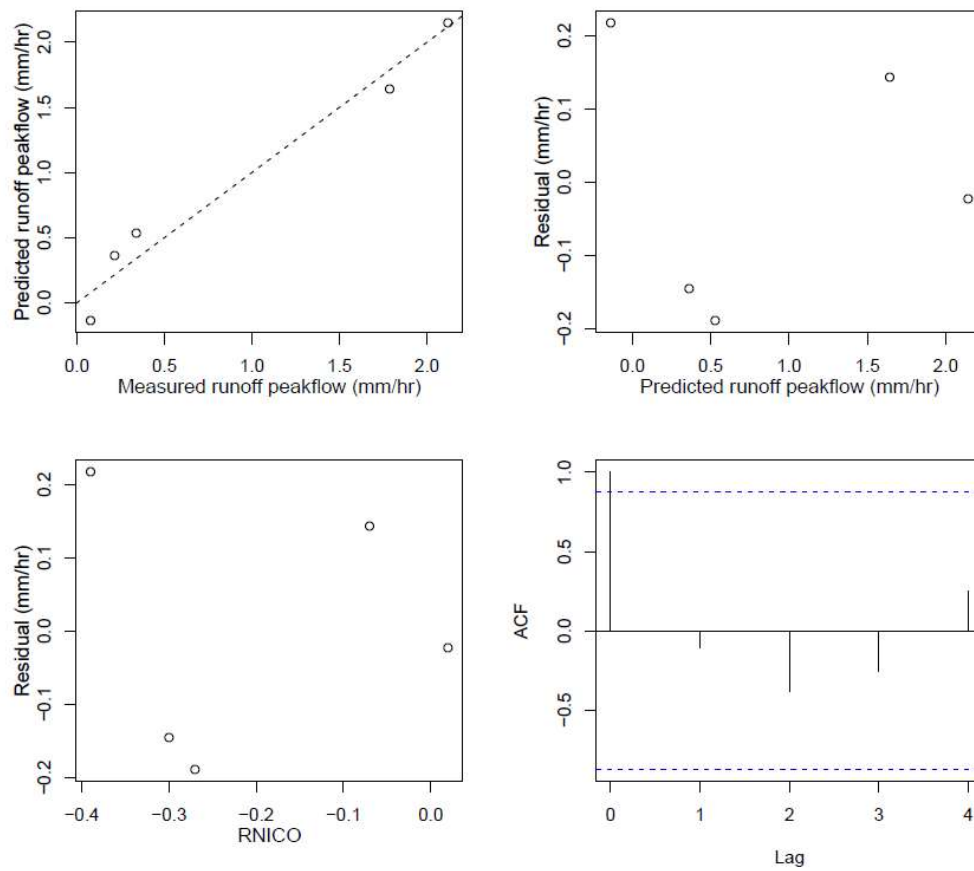 Predicted runoff peakflow (mm/hr)
2.0
1.5
1.0
0.5
0.0
0.0 0.5 1.0 1.5 2.0
Measured runoff peakflow (mm/hr)
Residual (mm/hr)
0.2
0.1
0.0
−0.1
−0.2
0.0 0.5 1.0 1.5 2.0
Predicted runoff peakflow (mm/hr)
Residual (mm/hr)
0.2
0.1
0.0
−0.1
−0.2
−0.4 −0.3 −0.2 −0.1 0.0
RNICO
ACF
1.0
0.5
0.0
−0.5
0 1 2 3 4
Lag